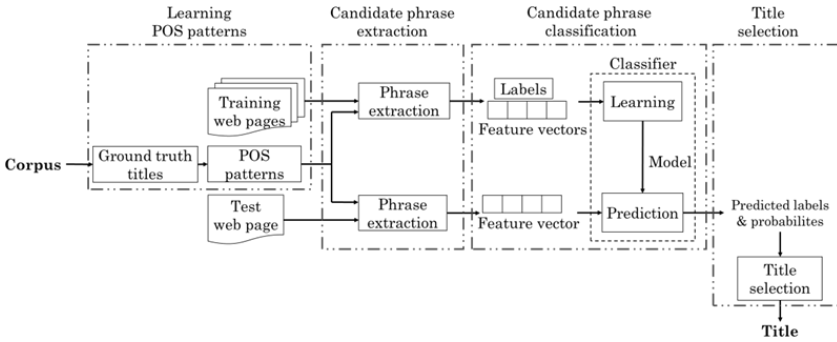 Learning
POS patterns
Candidate phrase
extraction
Candidate phrase
classification
Title
selection
Training
web pages
Phrase
extraction
Labels
Feature vectors
Classifier
Learning
Model
Corpus
Ground truth
titles
POS
patterns
Test
web page
Phrase
extraction
Feature vector
Prediction
Predicted labels
& probabilites
Title
selection
Title